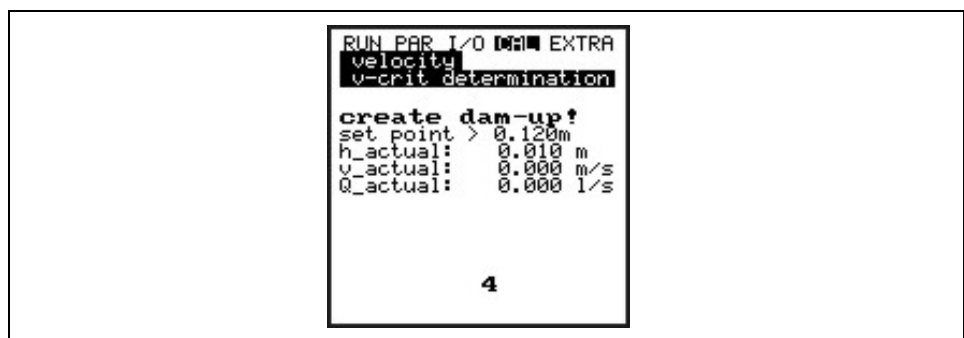 RUN PAR I/O CAL EXTRA
velocity
v-crit determination
create dam-up!
set point > 0.120m
h_actual: 0.010 m
v_actual: 0.000 m/s
Q_actual: 0.000 l/s
4